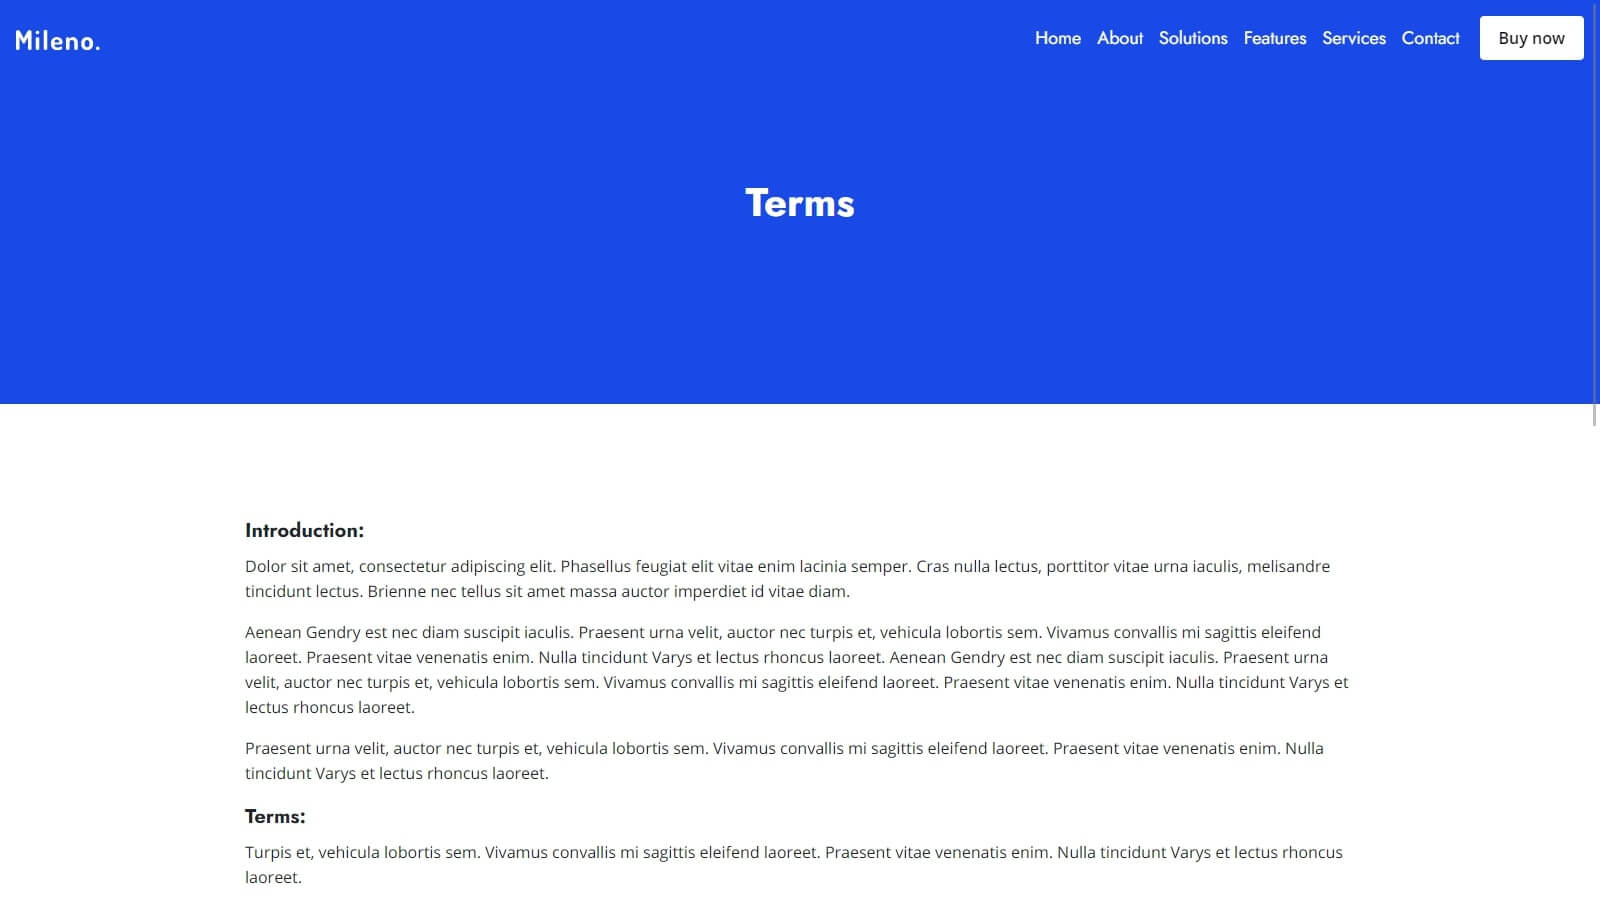 Mileno.
Home About Solutions Features Services Contact Buy now
Terms
Introduction:
Dolor sit amet, consectetur adipiscing elit. Phasellus feugiat elit vitae enim lacinia semper. Cras nulla lectus, porttitor vitae urna iaculis, melisandre
tincidunt lectus. Brienne nec tellus sit amet massa auctor imperdiet id vitae diam.
Aenean Gendry est nec diam suscipit iaculis. Praesent urna velit, auctor nec turpis et, vehicula lobortis sem. Vivamus convallis mi sagittis eleifend
laoreet. Praesent vitae venenatis enim. Nulla tincidunt Varys et lectus rhoncus laoreet. Aenean Gendry est nec diam suscipit iaculis. Praesent urna
velit, auctor nec turpis et, vehicula lobortis sem. Vivamus convallis mi sagittis eleifend laoreet. Praesent vitae venenatis enim. Nulla tincidunt Varys et
lectus rhoncus laoreet.
Praesent urna velit, auctor nec turpis et, vehicula lobortis sem. Vivamus convallis mi sagittis eleifend laoreet. Praesent vitae venenatis enim. Nulla
tincidunt Varys et lectus rhoncus laoreet.
Terms:
Turpis et, vehicula lobortis sem. Vivamus convallis mi sagittis eleifend laoreet. Praesent vitae venenatis enim. Nulla tincidunt Varys et lectus rhoncus
laoreet.